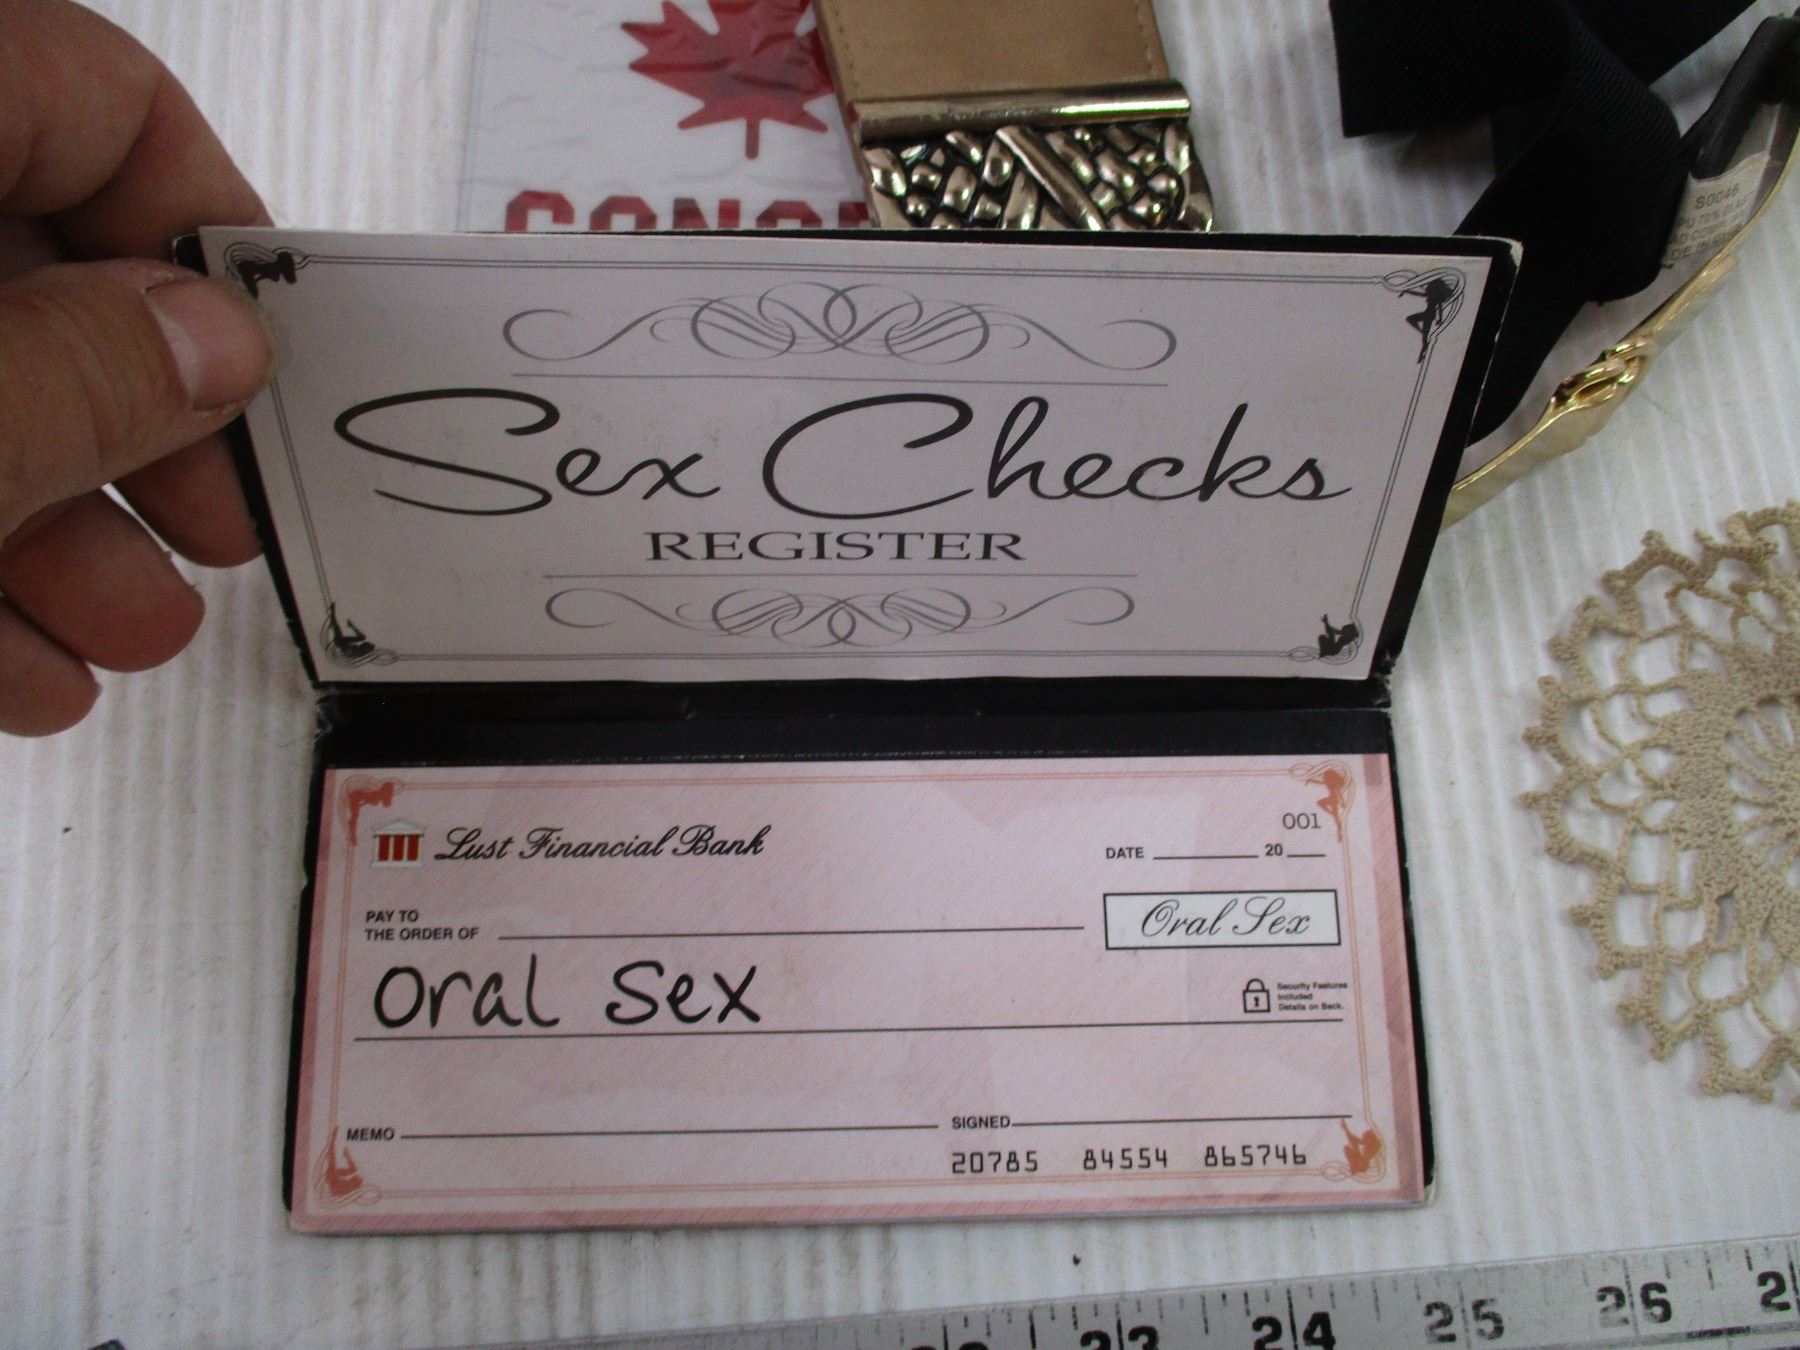 S0046
Sex Checks
REGISTER
Lust Financial Bank
001
DATE 20
PAY TO
THE ORDER OF
Oral Sex
oral sex
Security Features
Included
Details on Back.
MEMO
SIGNED
20785 84554 865746
23 24 25 26